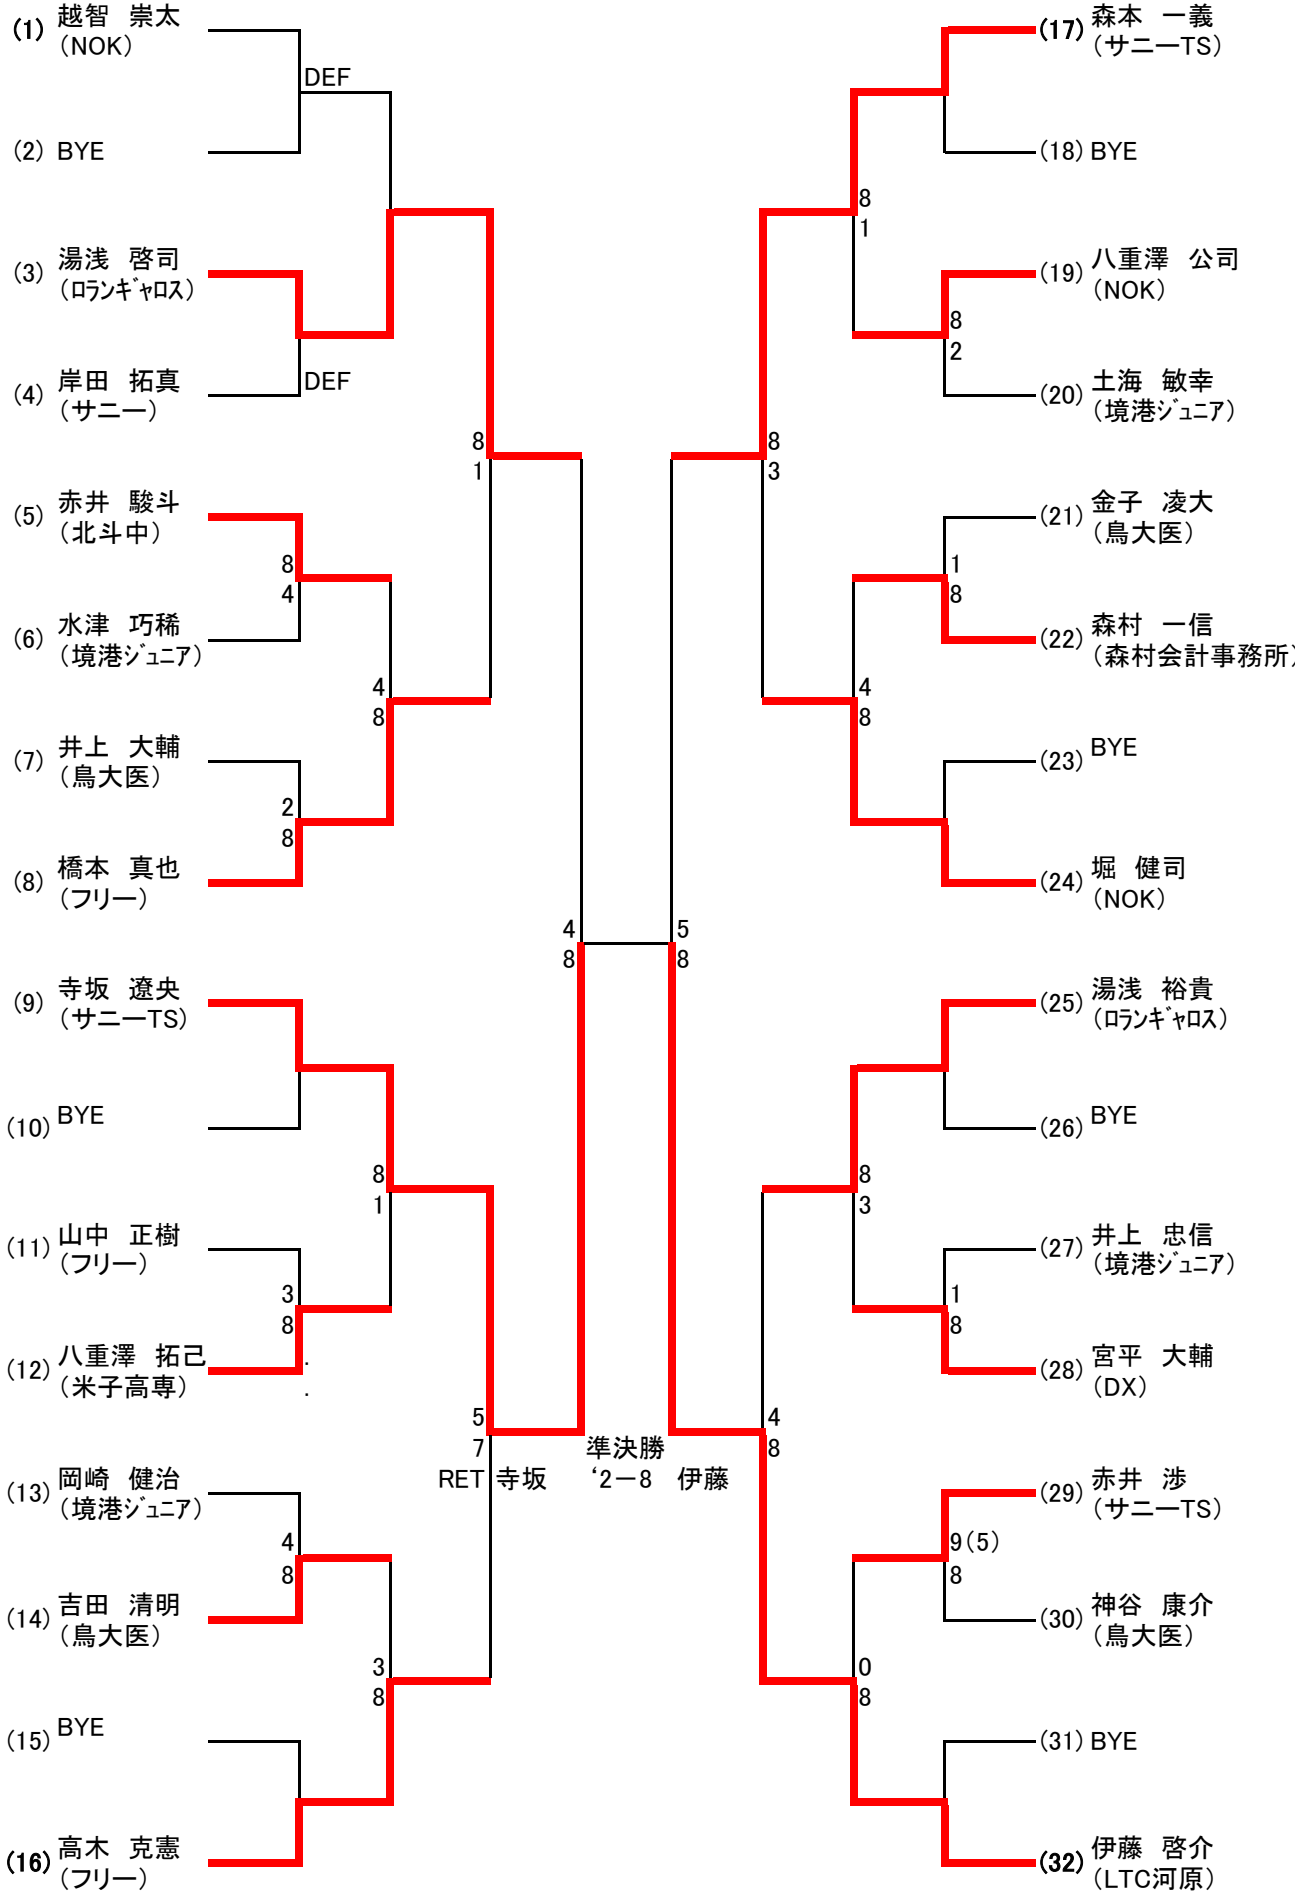 (1) 越智 崇太
(NOK)
DEF
(2) BYE
(3) 湯浅 啓司
(ﾛﾗﾝｷﾞｬﾛｽ)
(4) 岸田 拓真
(サニー)
DEF
8
1
(5) 赤井 駿斗
(北斗中)
8
4
(6) 水津 巧稀
(境港ｼﾞｭﾆｱ)
4
8
(7) 井上 大輔
(鳥大医)
2
8
(8) 橋本 真也
(フリー)
4
8
(9) 寺坂 遼央
(サニーTS)
(10) BYE
8
1
(11) 山中 正樹
(フリー)
3
8
(12) 八重澤 拓己
(米子高専)
.
.
5
7
RET 寺坂
(13) 岡崎 健治
(境港ｼﾞｭﾆｱ)
4
8
(14) 吉田 清明
(鳥大医)
3
8
(15) BYE
(16) 高木 克憲
(フリー)
準決勝
‘2－8 伊藤
(17) 森本 一義
(サニーTS)
(18) BYE
8
1
(19) 八重澤 公司
(NOK)
8
2
(20) 土海 敏幸
(境港ｼﾞｭﾆｱ)
8
3
(21) 金子 凌大
(鳥大医)
1
8
(22) 森村 一信
(森村会計事務所)
4
8
(23) BYE
(24) 堀 健司
(NOK)
5
8
(25) 湯浅 裕貴
(ﾛﾗﾝｷﾞｬﾛｽ)
(26) BYE
8
3
(27) 井上 忠信
(境港ｼﾞｭﾆｱ)
1
8
(28) 宮平 大輔
(DX)
4
8
(29) 赤井 渉
(サニーTS)
9(5)
8
(30) 神谷 康介
(鳥大医)
0
8
(31) BYE
(32) 伊藤 啓介
(LTC河原)